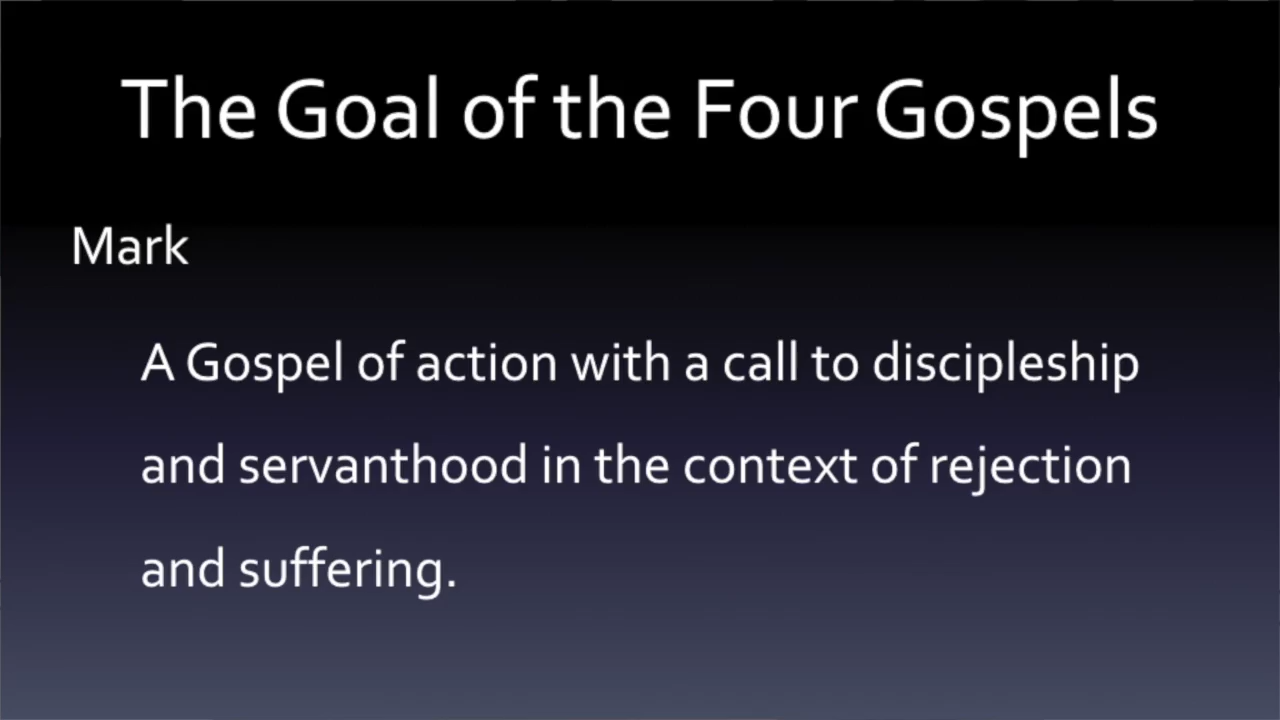 The Goal of the Four Gospels
Mark
A Gospel of action with a call to discipleship
and servanthood in the context of rejection
and suffering.